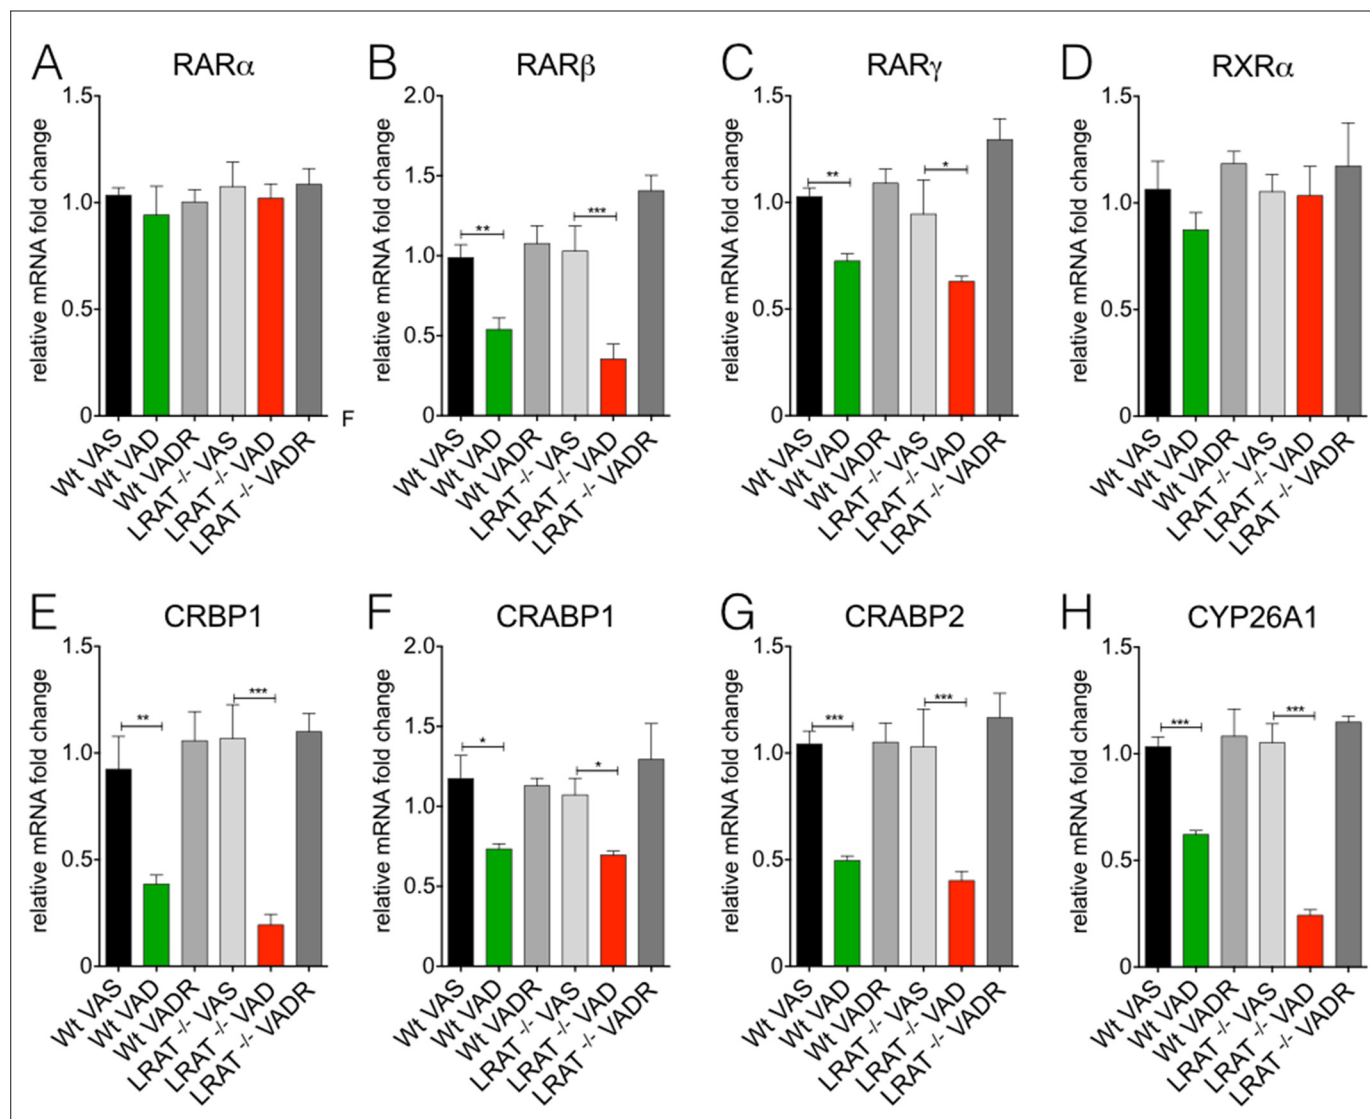 A
RARα
relative mRNA fold change
1.5
1.0
0.5
0
Wt VAS
Wt VAD
Wt VADR
LRAT -/- VAS
LRAT -/- VAD
LRAT -/- VADR
F
B
RARβ
relative mRNA fold change
2.0
1.5
1.0
0.5
0
**
***
Wt VAS
Wt VAD
Wt VADR
LRAT -/- VAS
LRAT -/- VAD
LRAT -/- VADR
C
RARγ
relative mRNA fold change
1.5
1.0
0.5
0
**
*
Wt VAS
Wt VAD
Wt VADR
LRAT -/- VAS
LRAT -/- VAD
LRAT -/- VADR
D
RXRα
relative mRNA fold change
1.5
1.0
0.5
0
Wt VAS
Wt VAD
Wt VADR
LRAT -/- VAS
LRAT -/- VAD
LRAT -/- VADR
E
CRBP1
relative mRNA fold change
1.5
1.0
0.5
0
**
***
Wt VAS
Wt VAD
Wt VADR
LRAT -/- VAS
LRAT -/- VAD
LRAT -/- VADR
F
CRABP1
relative mRNA fold change
2.0
1.5
1.0
0.5
0
*
*
Wt VAS
Wt VAD
Wt VADR
LRAT -/- VAS
LRAT -/- VAD
LRAT -/- VADR
G
CRABP2
relative mRNA fold change
1.5
1.0
0.5
0
***
***
Wt VAS
Wt VAD
Wt VADR
LRAT -/- VAS
LRAT -/- VAD
LRAT -/- VADR
H
CYP26A1
relative mRNA fold change
1.5
1.0
0.5
0
***
***
Wt VAS
Wt VAD
Wt VADR
LRAT -/- VAS
LRAT -/- VAD
LRAT -/- VADR